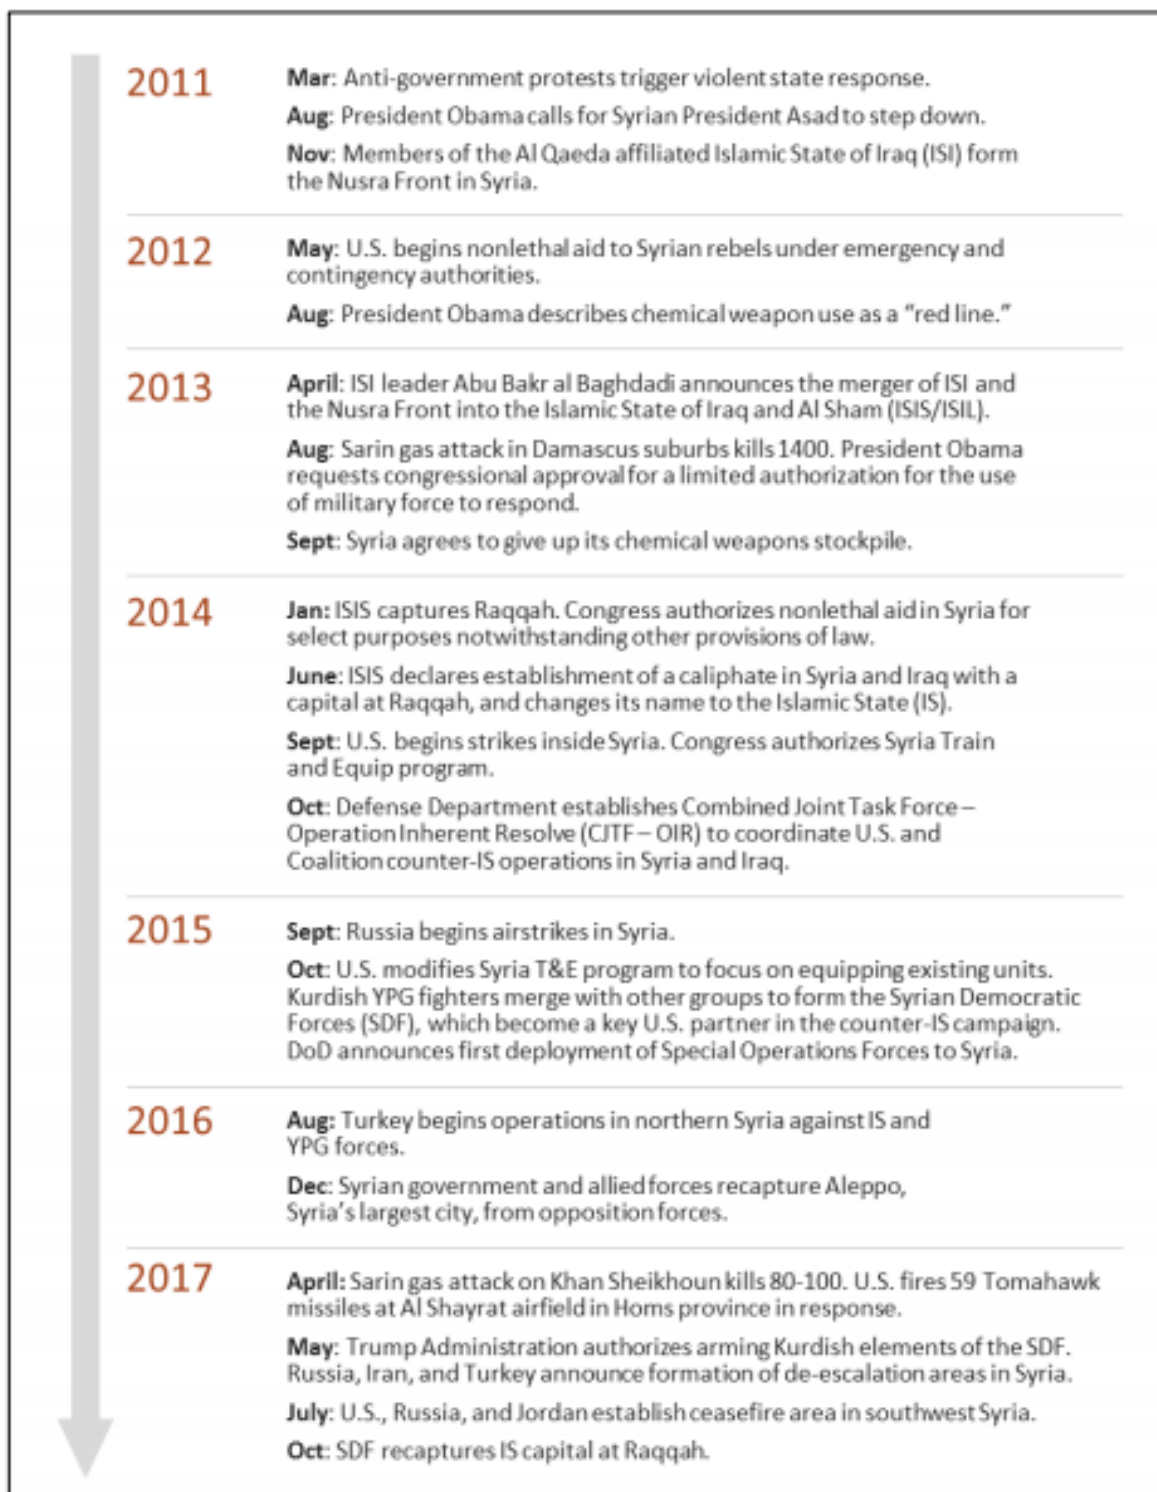 2011
Mar: Anti-government protests trigger violent state response.
Aug: President Obama calls for Syrian President Asad to step down.
Nov: Members of the Al Qaeda affiliated Islamic State of Iraq (ISI) form
the Nusra Front in Syria.
2012
May: U.S. begins nonlethal aid to Syrian rebels under emergency and
contingency authorities.
Aug: President Obama describes chemical weapon use as a “red line.”
2013
April: ISI leader Abu Bakr al Baghdadi announces the merger of ISI and
the Nusra Front into the Islamic State of Iraq and Al Sham (ISIS/ISIL).
Aug: Sarin gas attack in Damascus suburbs kills 1400. President Obama
requests congressional approval for a limited authorization for the use
of military force to respond.
Sept: Syria agrees to give up its chemical weapons stockpile.
2014
Jan: ISIS captures Raqqah. Congress authorizes nonlethal aid in Syria for
select purposes notwithstanding other provisions of law.
June: ISIS declares establishment of a caliphate in Syria and Iraq with a
capital at Raqqah, and changes its name to the Islamic State (IS).
Sept: U.S. begins strikes inside Syria. Congress authorizes Syria Train
and Equip program.
Oct: Defense Department establishes Combined Joint Task Force –
Operation Inherent Resolve (CJTF – OIR) to coordinate U.S. and
Coalition counter-IS operations in Syria and Iraq.
2015
Sept: Russia begins airstrikes in Syria.
Oct: U.S. modifies Syria T&E program to focus on equipping existing units.
Kurdish YPG fighters merge with other groups to form the Syrian Democratic
Forces (SDF), which become a key U.S. partner in the counter-IS campaign.
DoD announces first deployment of Special Operations Forces to Syria.
2016
Aug: Turkey begins operations in northern Syria against IS and
YPG forces.
Dec: Syrian government and allied forces recapture Aleppo,
Syria’s largest city, from opposition forces.
2017
April: Sarin gas attack on Khan Sheikhoun kills 80-100. U.S. fires 59 Tomahawk
missiles at Al Shayrat airfield in Homs province in response.
May: Trump Administration authorizes arming Kurdish elements of the SDF.
Russia, Iran, and Turkey announce formation of de-escalation areas in Syria.
July: U.S., Russia, and Jordan establish ceasefire area in southwest Syria.
Oct: SDF recaptures IS capital at Raqqah.